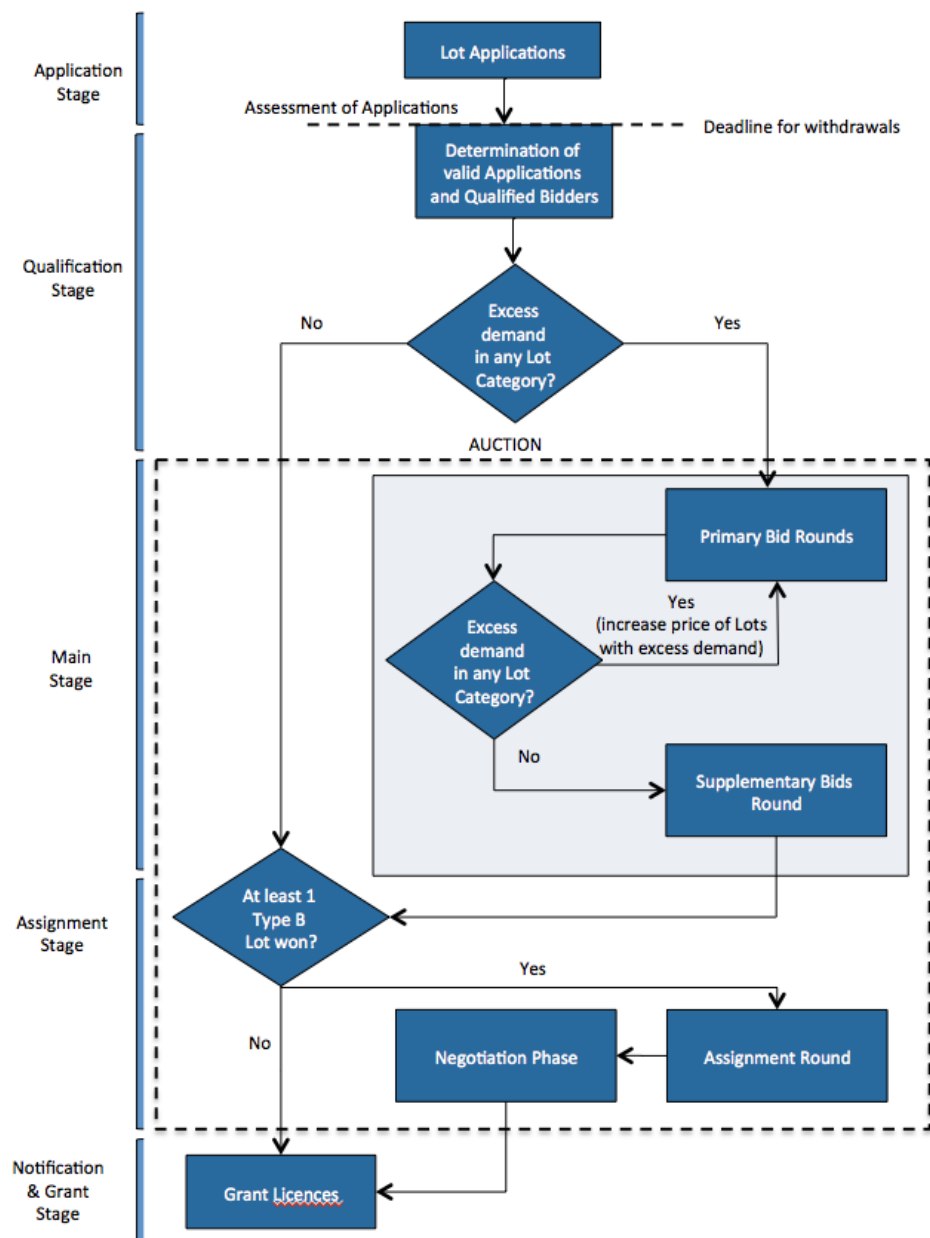 Lot Applications
Application
Stage
Assessment of Applications
Deadline for withdrawals
Determination of
valid Applications
and Qualified Bidders
Qualification
Stage
No
Excess
demand
in any Lot
Category?
Yes
AUCTION
Primary Bid Rounds
Main
Stage
Excess
demand
in any Lot
Category?
Yes
(increase price of Lots
with excess demand)
No
Supplementary Bids
Round
Assignment
Stage
At least 1
Type B
Lot won?
Yes
No
Negotiation Phase
Assignment Round
Notification
& Grant
Stage
Grant Licences